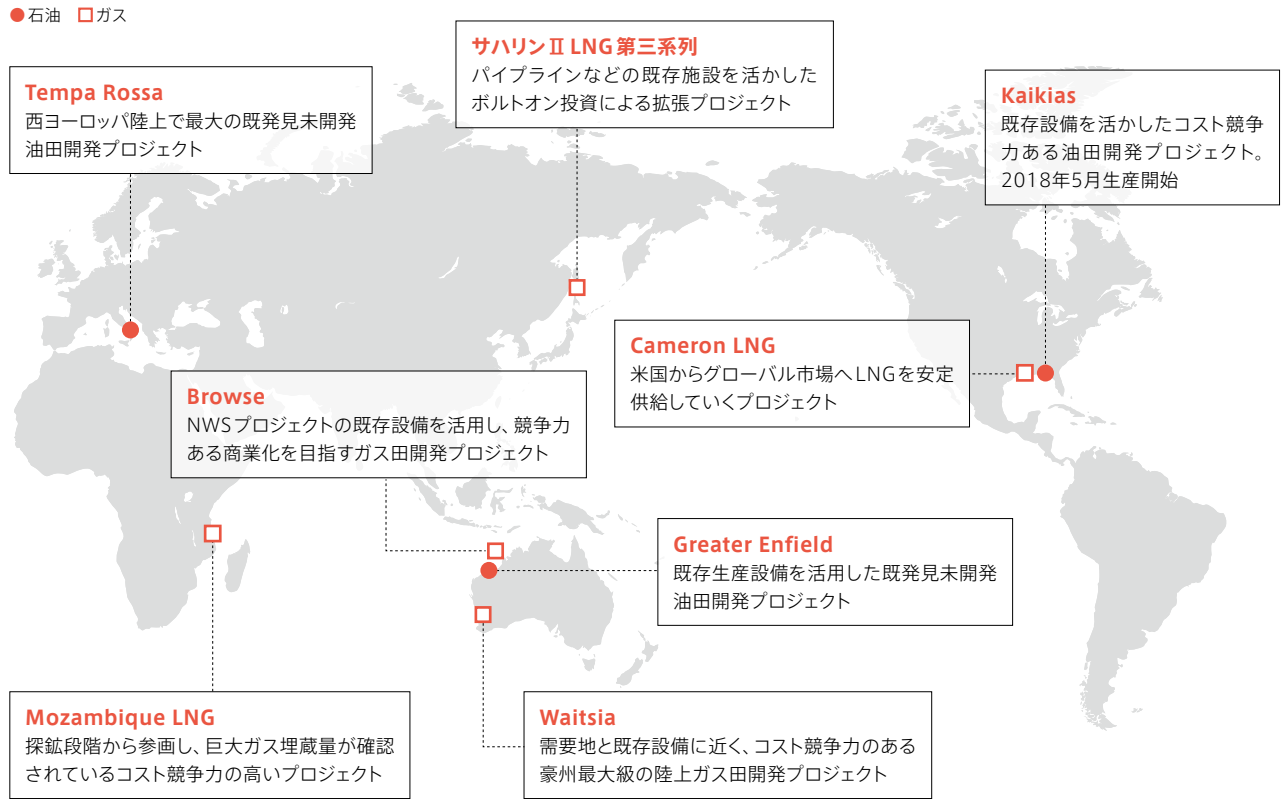 石油 ガス
サハリンⅡ LNG第三系列
パイプラインなどの既存施設を活かした
ボルトオン投資による拡張プロジェクト
Tempa Rossa
西ヨーロッパ陸上で最大の既発見未開発
油田開発プロジェクト
Kaikias
既存設備を活かしたコスト競争
力ある油田開発プロジェクト。
2018年5月生産開始
Cameron LNG
米国からグローバル市場へLNGを安定
供給していくプロジェクト
Browse
NWSプロジェクトの既存設備を活用し、競争力
ある商業化を目指すガス田開発プロジェクト
Greater Enfield
既存生産設備を活用した既発見未開発
油田開発プロジェクト
Mozambique LNG
探鉱段階から参画し、巨大ガス埋蔵量が確認
されているコスト競争力の高いプロジェクト
Waitsia
需要地と既存設備に近く、コスト競争力のある
豪州最大級の陸上ガス田開発プロジェクト